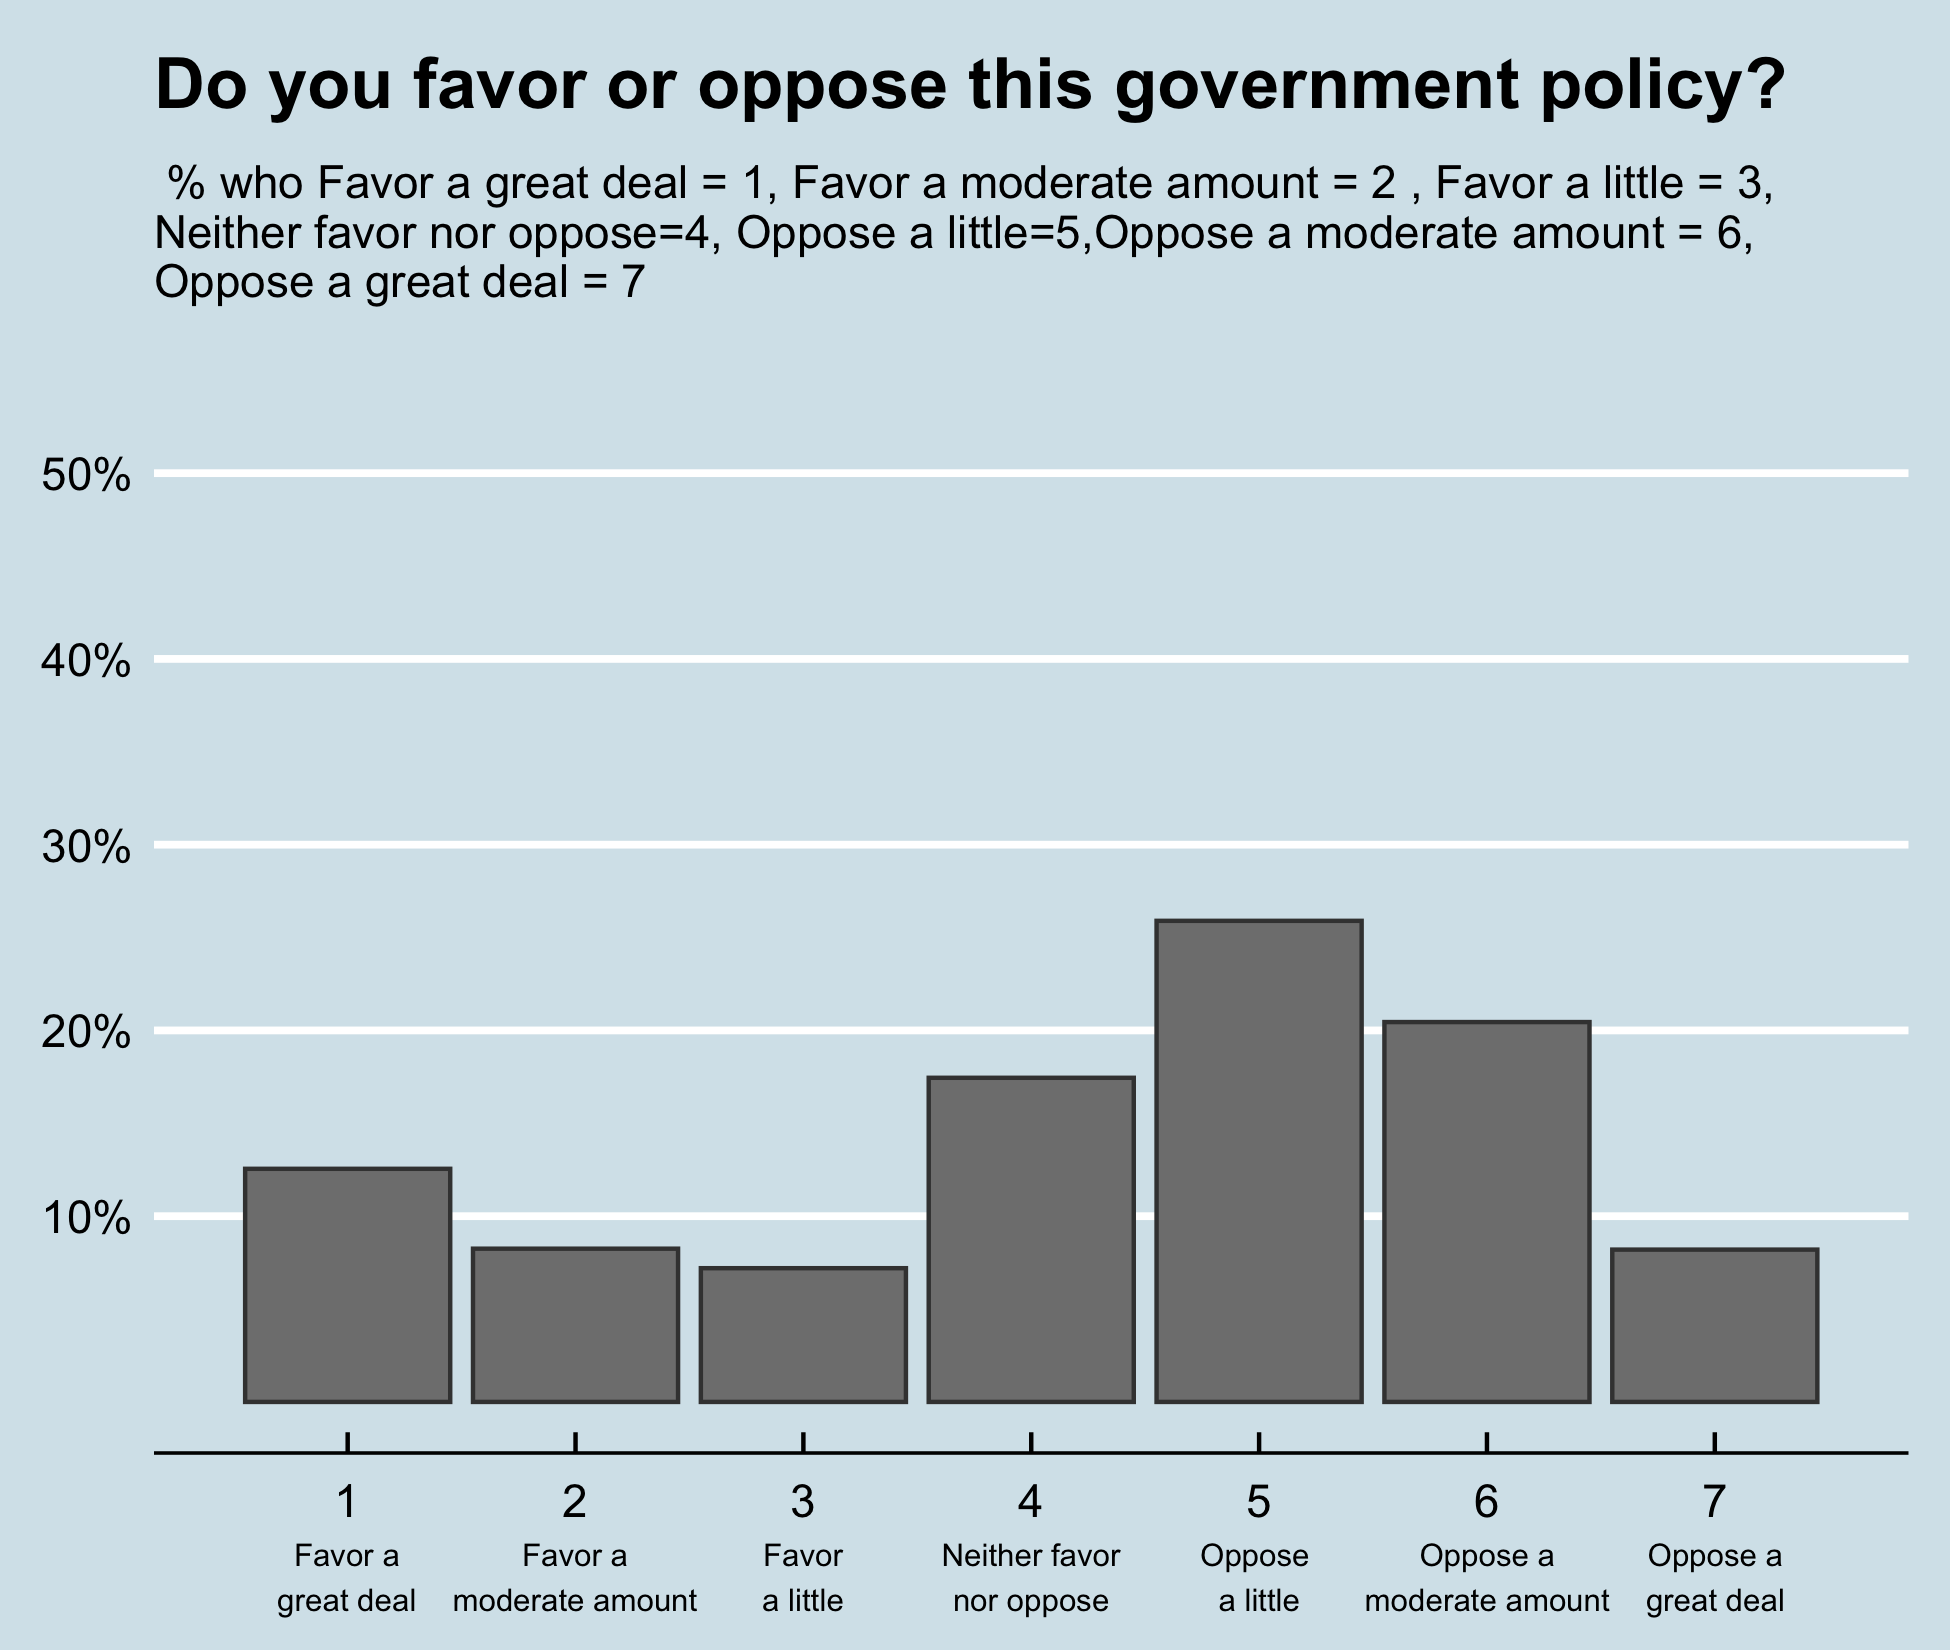 Do you favor or oppose this government policy?
% who Favor a great deal = 1, Favor a moderate amount = 2 , Favor a little = 3,
Neither favor nor oppose=4, Oppose a little=5,Oppose a moderate amount = 6,
Oppose a great deal = 7
50%
40%
30%
20%
10%
1 2 3 4 5 6 7
Favor a Favor a Favor Neither favor Oppose Oppose a Oppose a
great deal moderate amount a little nor oppose a little moderate amount great deal